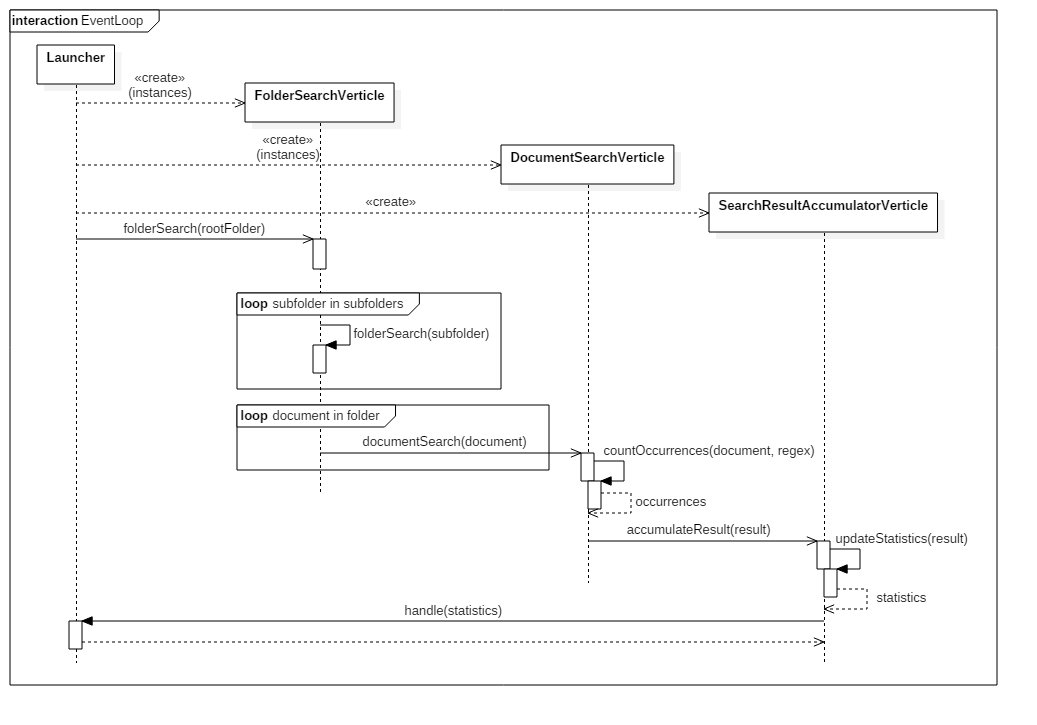 interaction EventLoop
Launcher
«create»
(instances)
FolderSearchVerticle
«create»
(instances)
DocumentSearchVerticle
«create»
SearchResultAccumulatorVerticle
folderSearch(rootFolder)
loop subfolder in subfolders
folderSearch(subfolder)
loop document in folder
documentSearch(document)
countOccurrences(document, regex)
occurrences
accumulateResult(result)
updateStatistics(result)
statistics
handle(statistics)